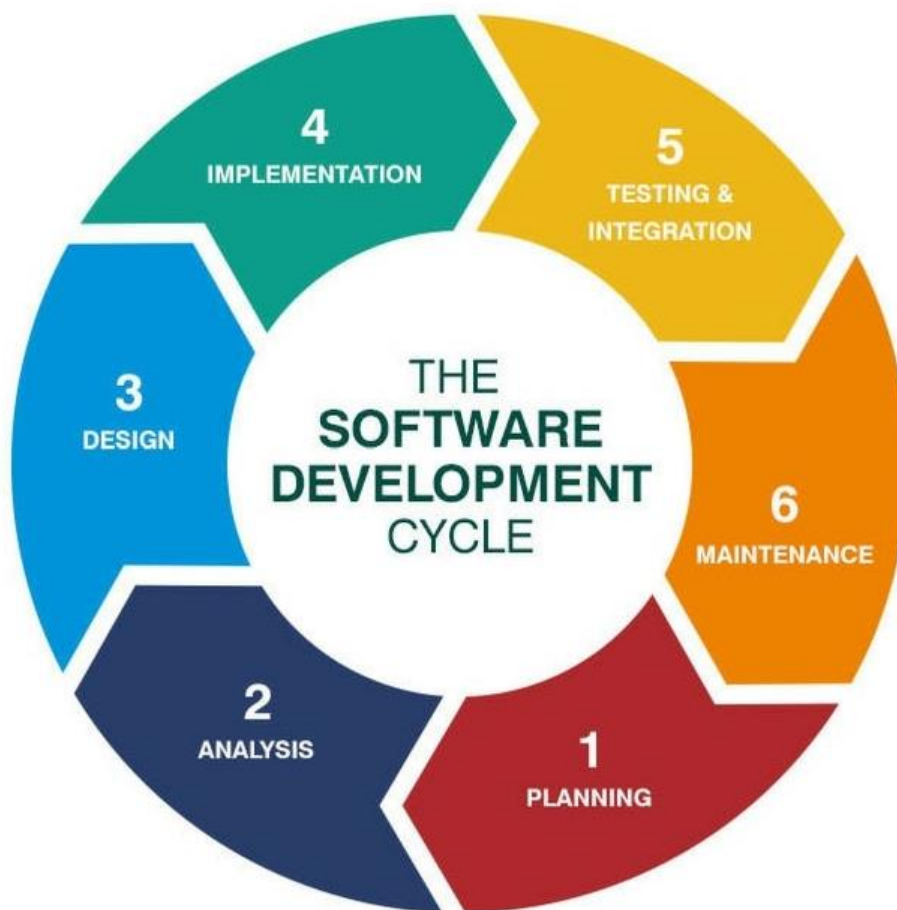 THE
SOFTWARE
DEVELOPMENT
CYCLE
1
PLANNING
2
ANALYSIS
3
DESIGN
4
IMPLEMENTATION
5
TESTING &
INTEGRATION
6
MAINTENANCE